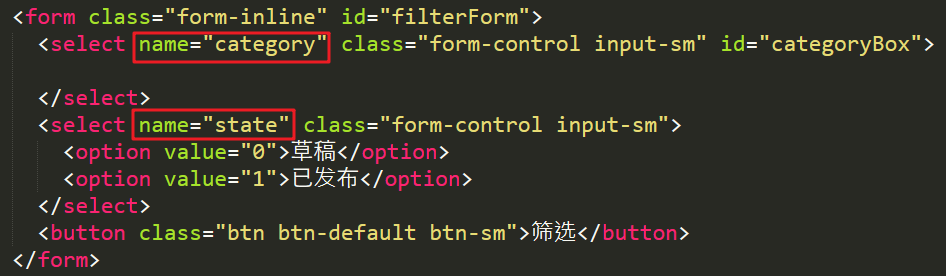 <form class="form-inline" id="filterForm">
<select name="category" class="form-control input-sm" id="categoryBox">
</select>
<select name="state" class="form-control input-sm">
<option value="0">草稿</option>
<option value="1">已发布</option>
</select>
<button class="btn btn-default btn-sm">筛选</button>
</form>